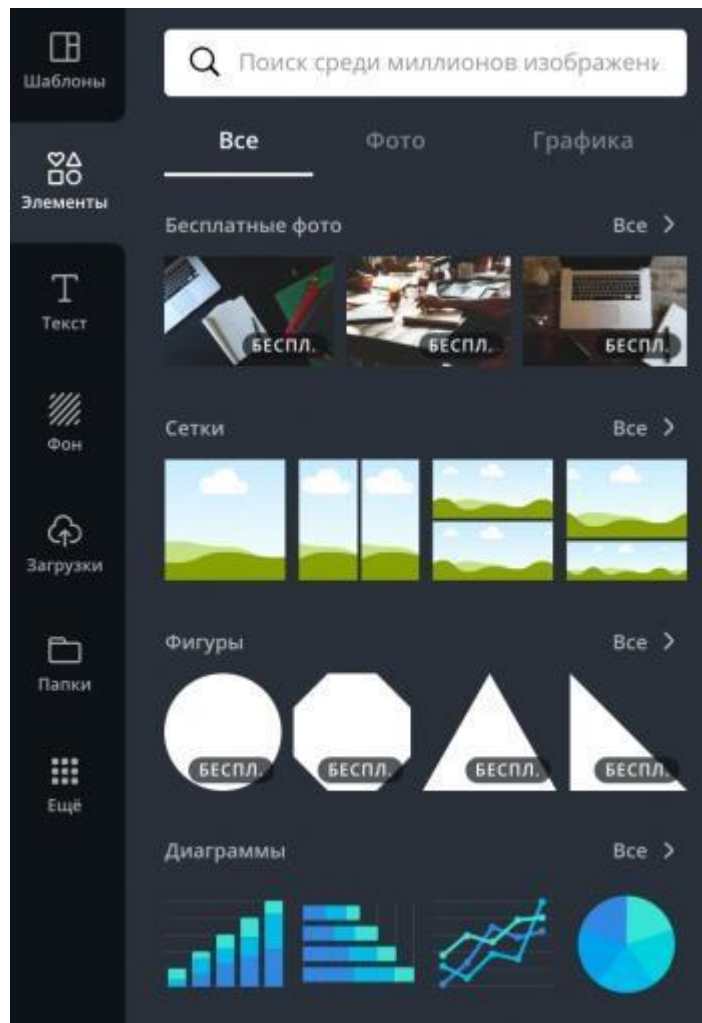 Шаблоны
Элементы
Текст
Фон
Загрузки
Папки
Ещё
Поиск среди миллионов изображени
Все Фото Графика
Бесплатные фото Все
БЕСПЛ. БЕСПЛ. БЕСПЛ.
Сетки Все
Фигуры Все
БЕСПЛ. БЕСПЛ. БЕСПЛ. БЕСПЛ.
Диаграммы Все